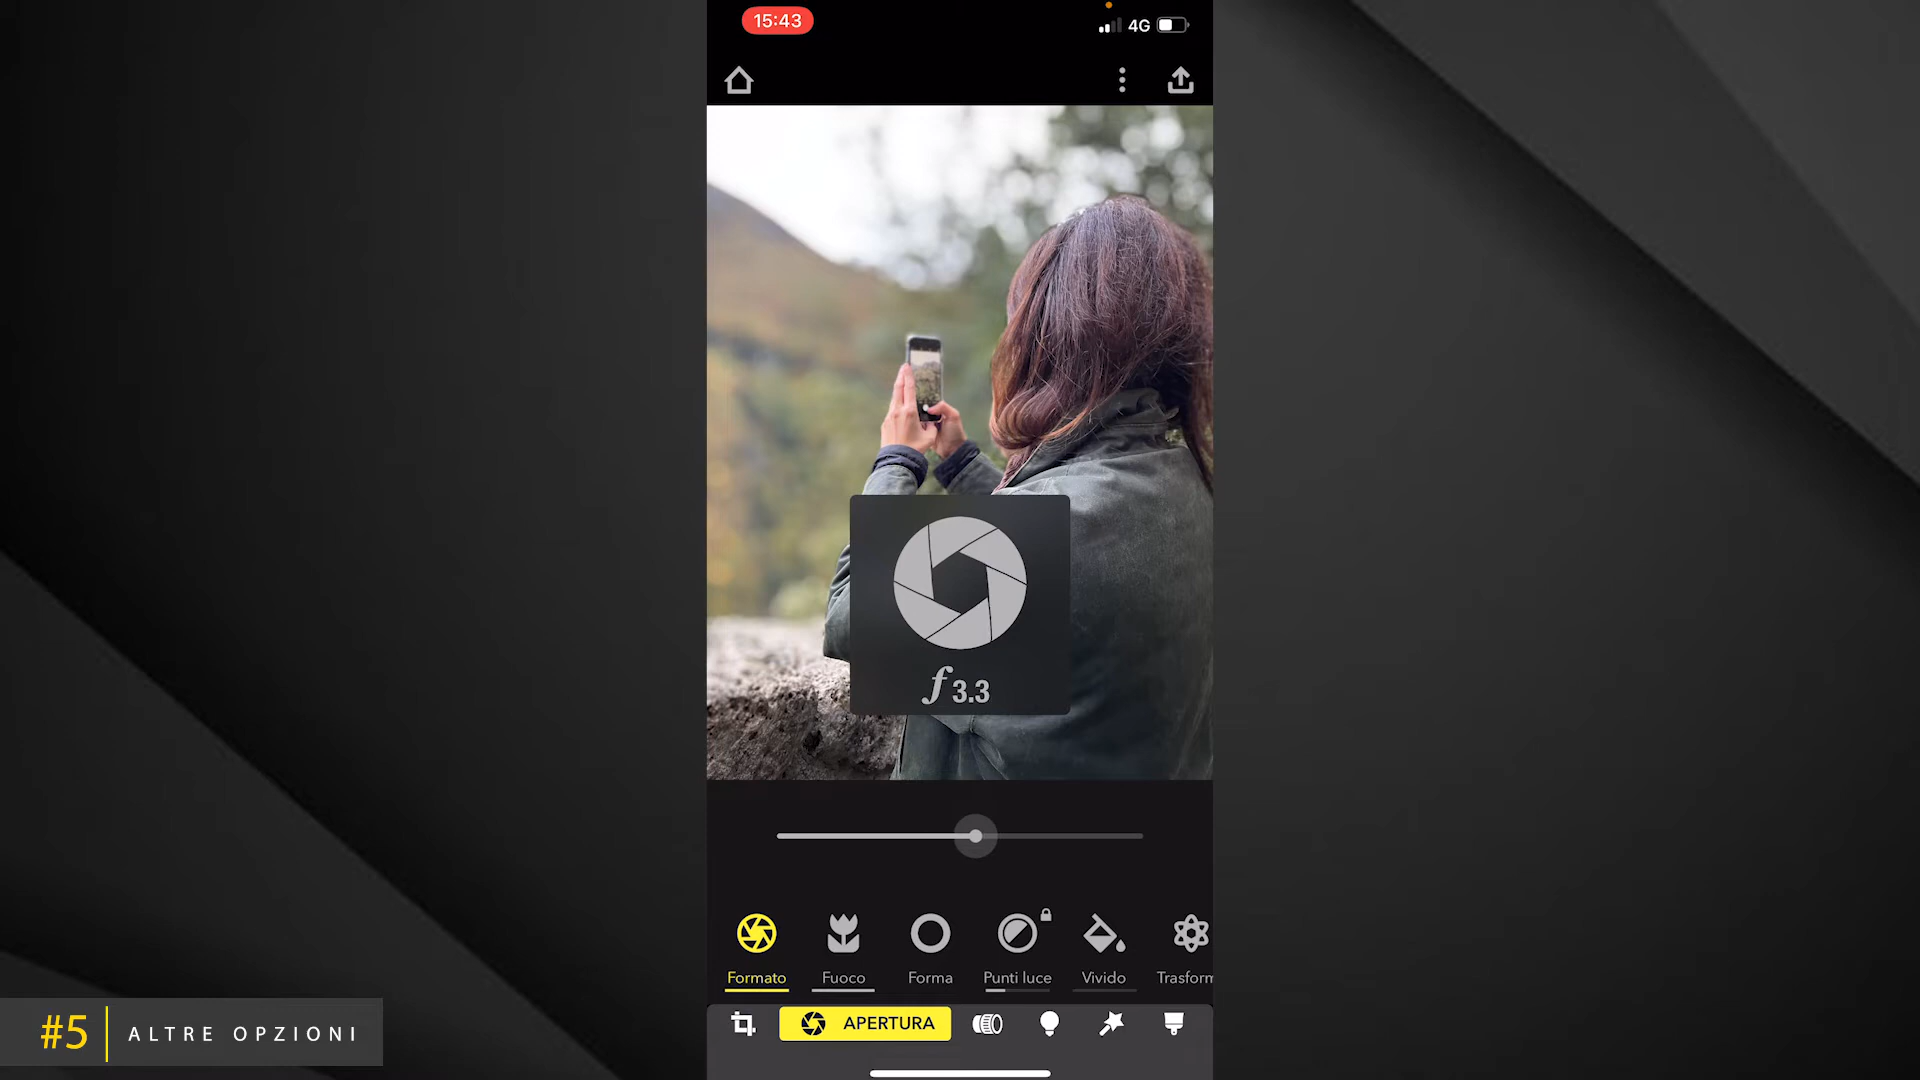 15:43
4G
f 3.3
Formato
Fuoco
Forma
Punti luce
Vivido
Trasform
APERTURA
#5
ALTRE OPZIONI